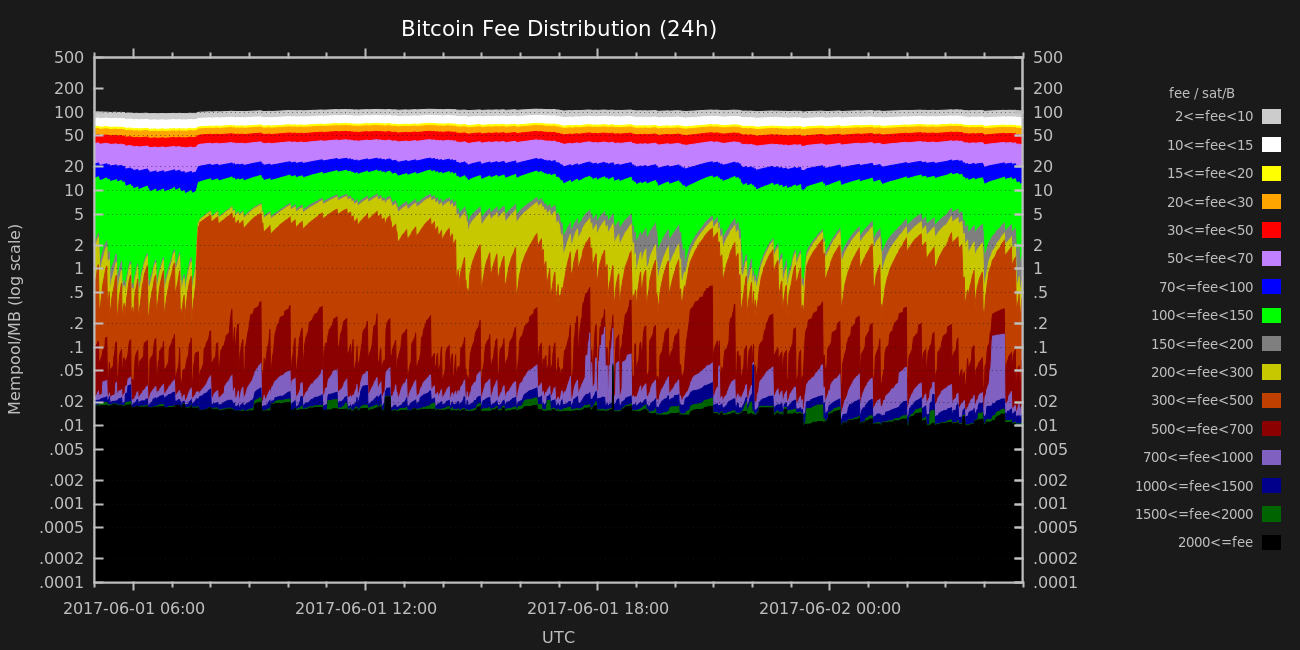 Bitcoin Fee Distribution (24h)
500 500
200 200
100 100
50 50
20 20
10 10
5 5
2 2
1 1
.5 .5
.2 .2
.1 .1
.05 .05
.02 .02
.01 .01
.005 .005
.002 .002
.001 .001
.0005 .0005
.0002 .0002
.0001 .0001
Mempool/MB (log scale)
2017-06-01 06:00 2017-06-01 12:00 2017-06-01 18:00 2017-06-02 00:00
UTC
fee / sat/B
2<=fee<10
10<=fee<15
15<=fee<20
20<=fee<30
30<=fee<50
50<=fee<70
70<=fee<100
100<=fee<150
150<=fee<200
200<=fee<300
300<=fee<500
500<=fee<700
700<=fee<1000
1000<=fee<1500
1500<=fee<2000
2000<=fee